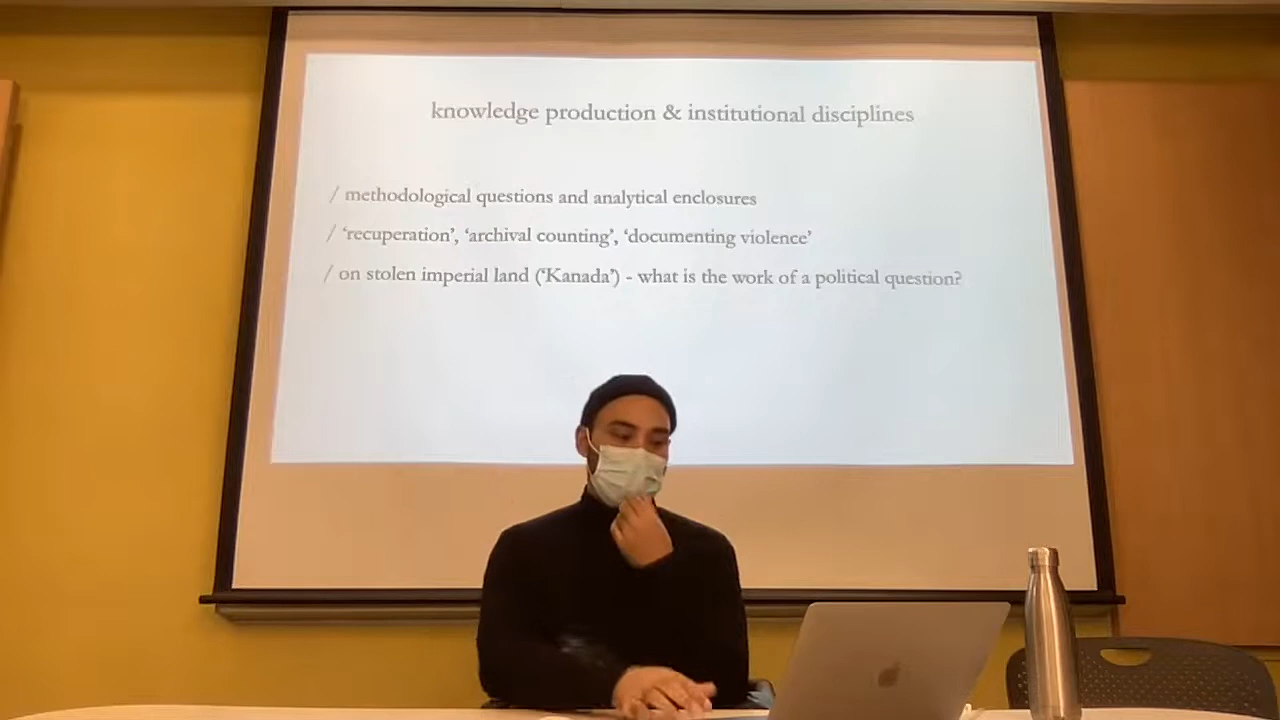 knowledge production & institutional disciplines
/ methodological questions and analytical enclosures
/ ‘recuperation’, ‘archival counting’, ‘documenting violence’
/ on stolen imperial land (‘Kanada’) - what is the work of a political question?